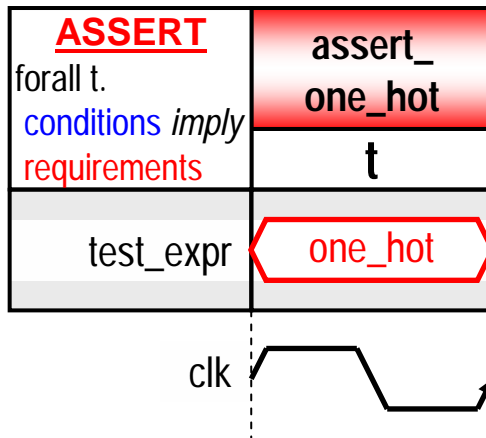 ASSERT
forall t.
conditions imply
requirements
assert_
one_hot
t
test_expr
one_hot
clk